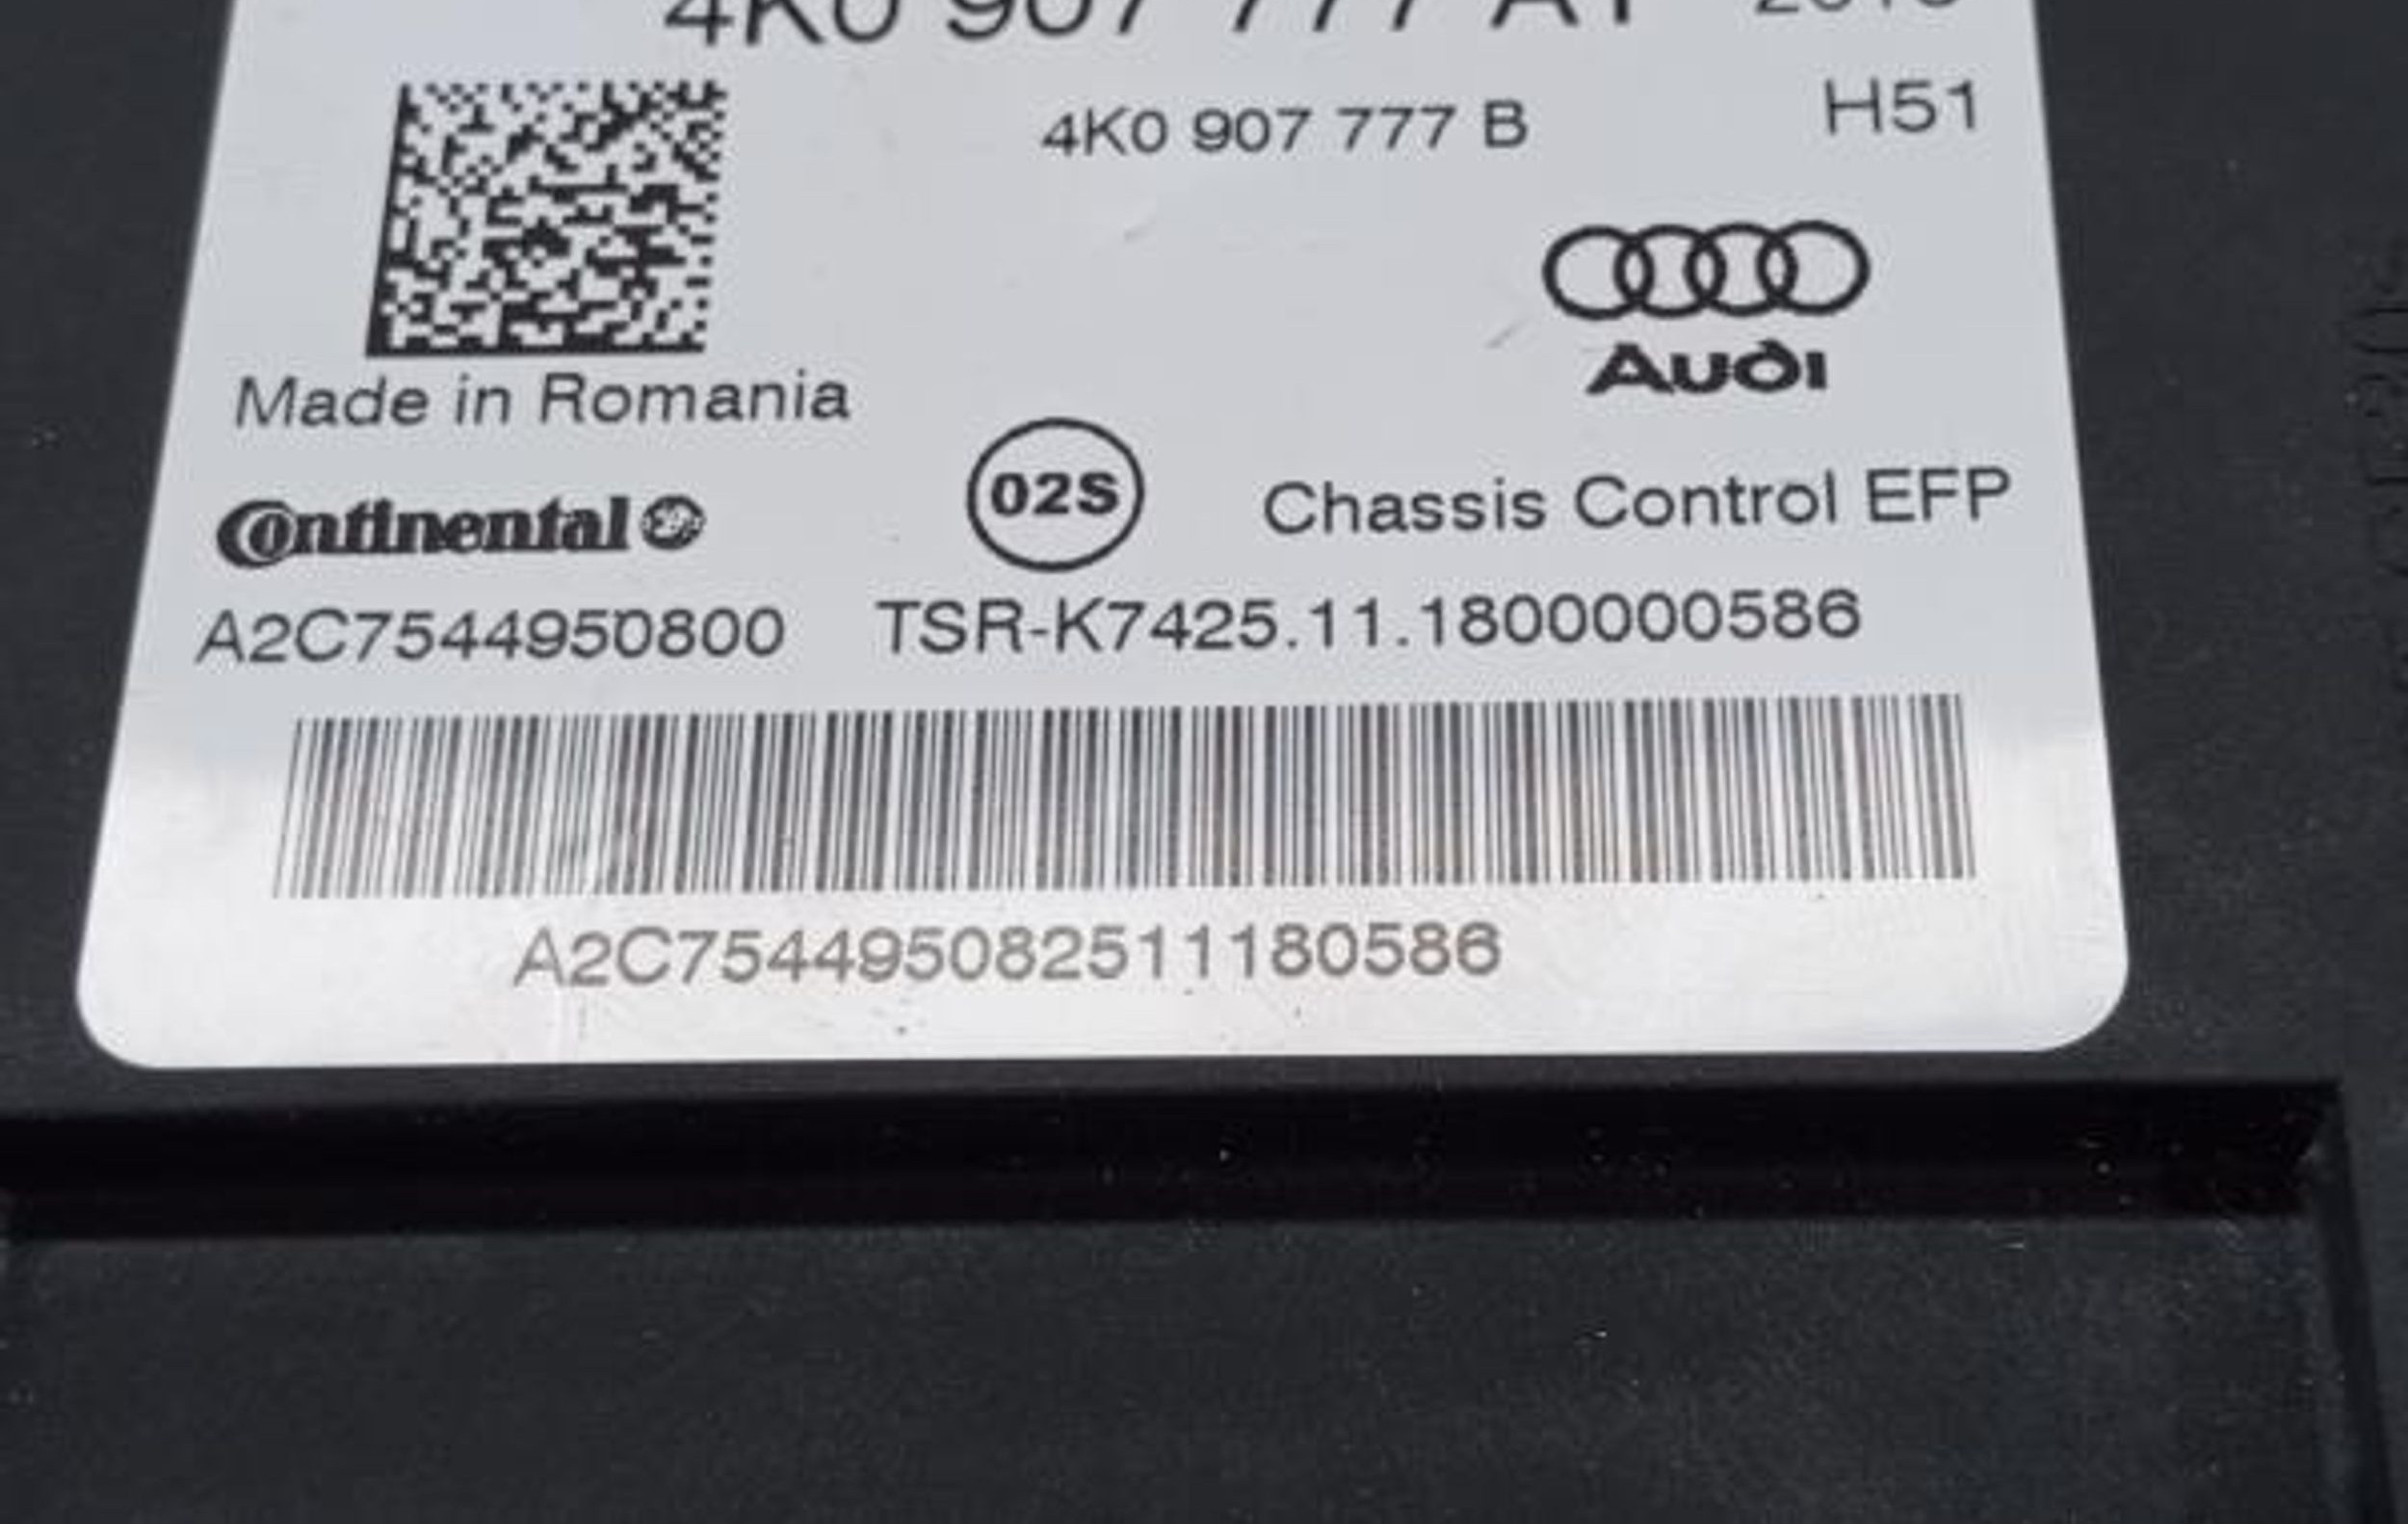 4K0 907 777 B
H51
Audi
Made in Romania
Continental
02S
Chassis Control EFP
A2C7544950800 TSR-K7425.11.1800000586
A2C754495082511180586